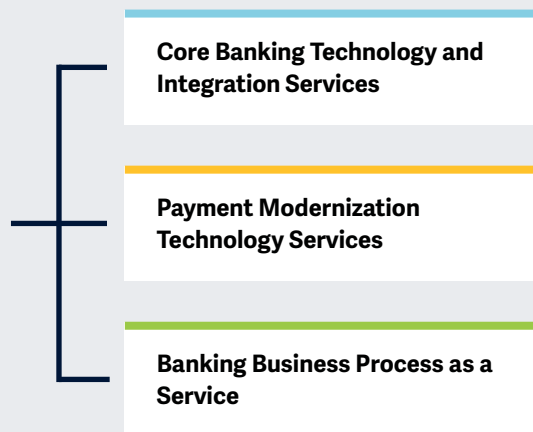 Core Banking Technology and
Integration Services
Payment Modernization
Technology Services
Banking Business Process as a
Service